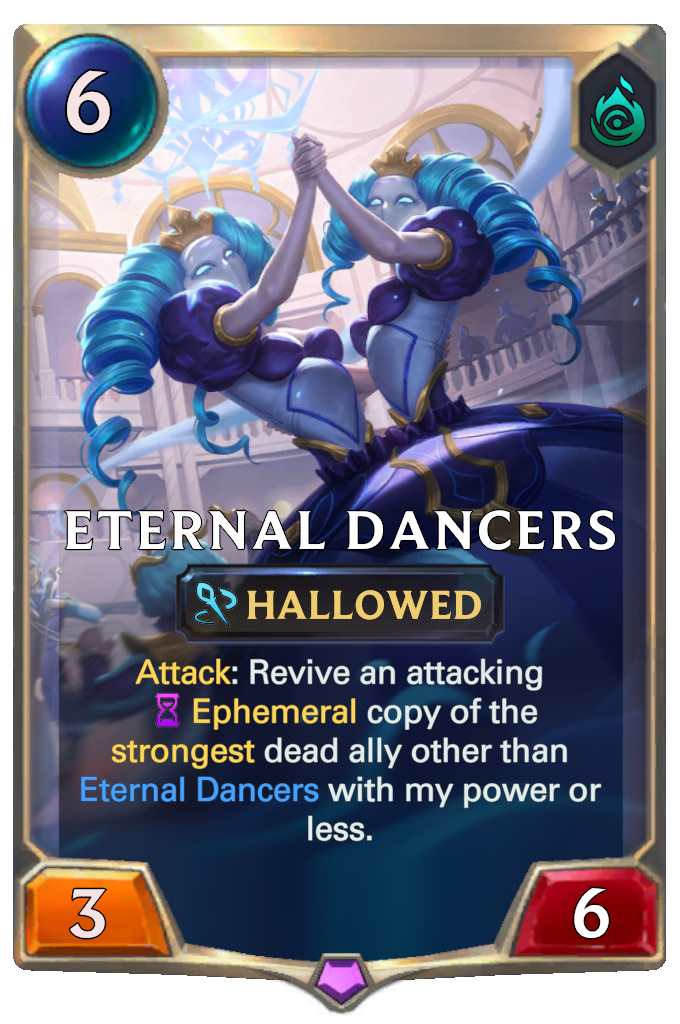 6
ETERNAL DANCERS
HALLOWED
Attack: Revive an attacking
Ephemeral copy of the
strongest dead ally other than
Eternal Dancers with my power or
less.
3
6